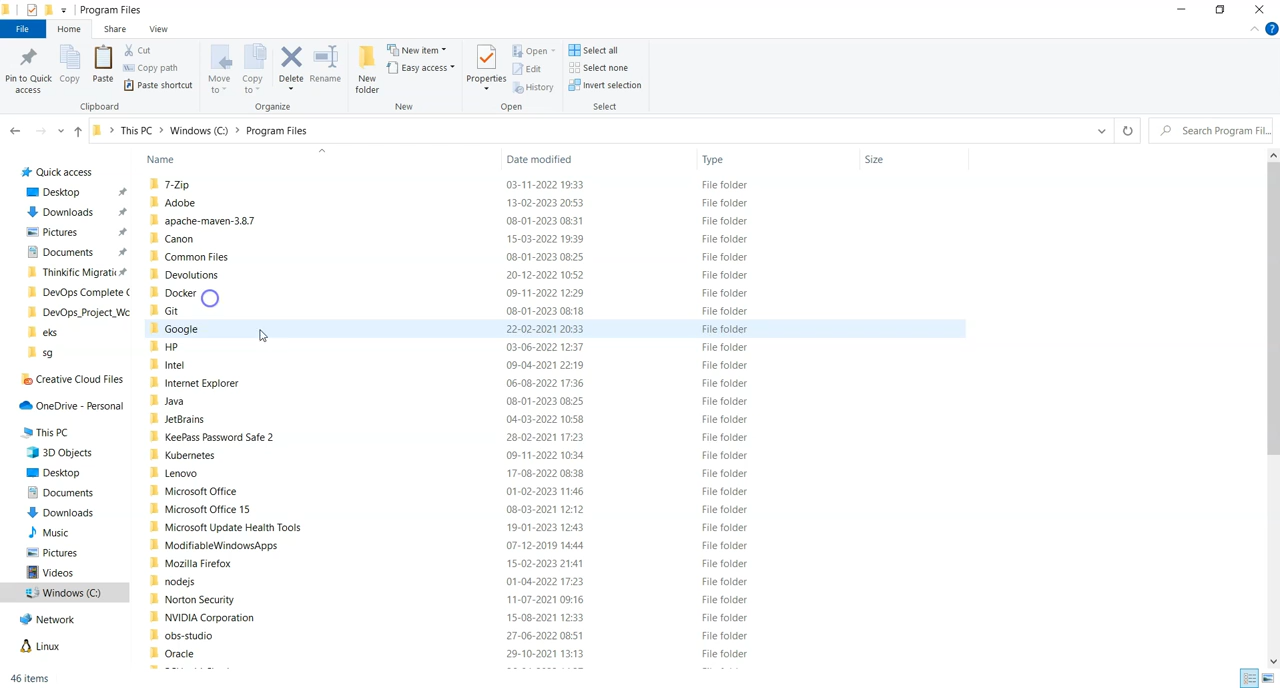 Program Files
File Home Share View
Pin to Quick access
Copy
Paste
Cut
Copy path
Paste shortcut
Clipboard
Move to
Copy to
Delete
Rename
Organize
New folder
New item
Easy access
New
Properties
Open
Edit
History
Open
Select all
Select none
Invert selection
Select
This PC > Windows (C:) > Program Files
Search Program Fil...
Quick access
Desktop
Downloads
Pictures
Documents
Thinkific Migrati
DevOps Complete C
DevOps_Project_Wc
eks
sg
Creative Cloud Files
OneDrive - Personal
This PC
3D Objects
Desktop
Documents
Downloads
Music
Pictures
Videos
Windows (C:)
Network
Linux
Name Date modified Type Size
7-Zip 03-11-2022 19:33 File folder
Adobe 13-02-2023 20:53 File folder
apache-maven-3.8.7 08-01-2023 08:31 File folder
Canon 15-03-2022 19:39 File folder
Common Files 08-01-2023 08:25 File folder
Devolutions 20-12-2022 10:52 File folder
Docker 09-11-2022 12:29 File folder
Git 08-01-2023 08:18 File folder
Google 22-02-2021 20:33 File folder
HP 03-06-2022 12:37 File folder
Intel 09-04-2021 22:19 File folder
Internet Explorer 06-08-2022 17:36 File folder
Java 08-01-2023 08:25 File folder
JetBrains 04-03-2022 10:58 File folder
KeePass Password Safe 2 28-02-2021 17:23 File folder
Kubernetes 09-11-2022 10:34 File folder
Lenovo 17-08-2022 08:38 File folder
Microsoft Office 01-02-2023 11:46 File folder
Microsoft Office 15 08-03-2021 12:12 File folder
Microsoft Update Health Tools 19-01-2023 12:43 File folder
ModifiableWindowsApps 07-12-2019 14:44 File folder
Mozilla Firefox 15-02-2023 21:41 File folder
nodejs 01-04-2022 17:23 File folder
Norton Security 11-07-2021 09:16 File folder
NVIDIA Corporation 15-08-2021 12:33 File folder
obs-studio 27-06-2022 08:51 File folder
Oracle 29-10-2021 13:13 File folder
46 items